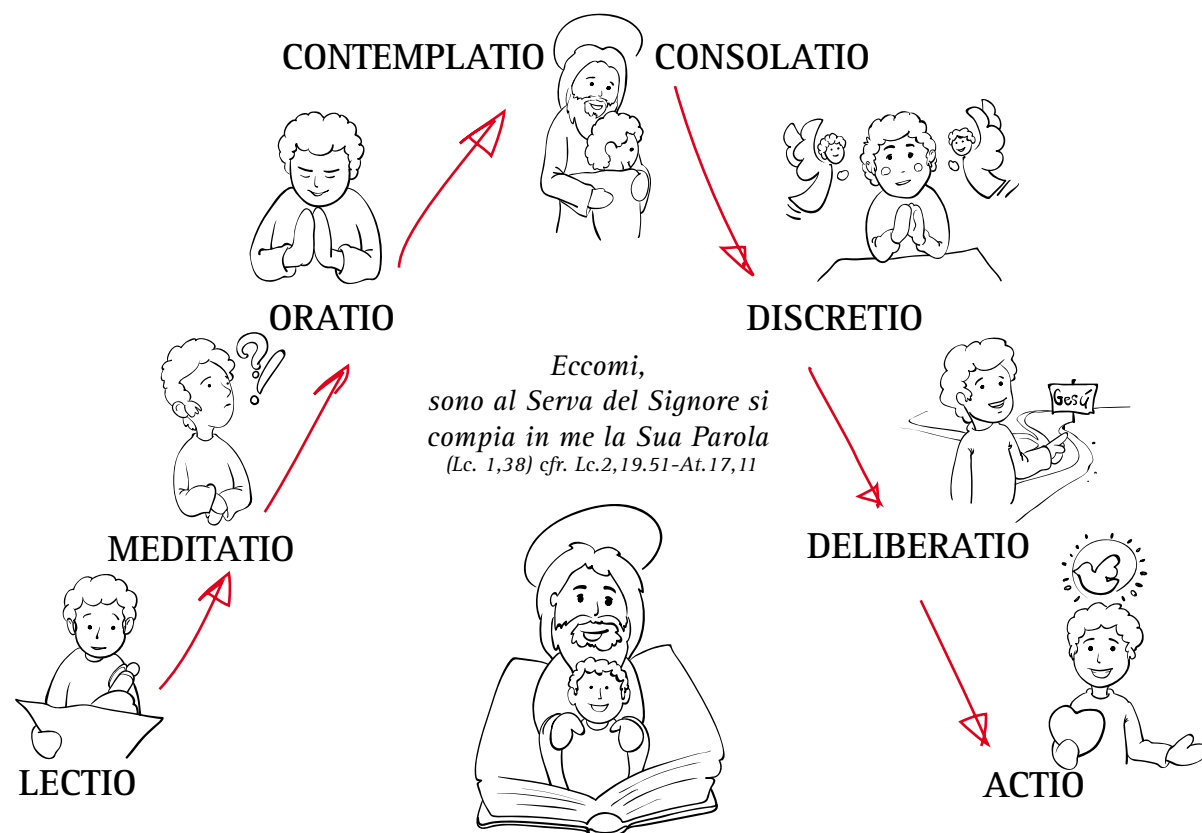 CONTEMPLATIO
CONSOLATIO
ORATIO
DISCRETIO
Eccomi,
sono al Serva del Signore si
compia in me la Sua Parola
(Lc. 1,38) cfr. Lc.2,19.51-At.17,11
Gesú
MEDITATIO
DELIBERATIO
LECTIO
ACTIO